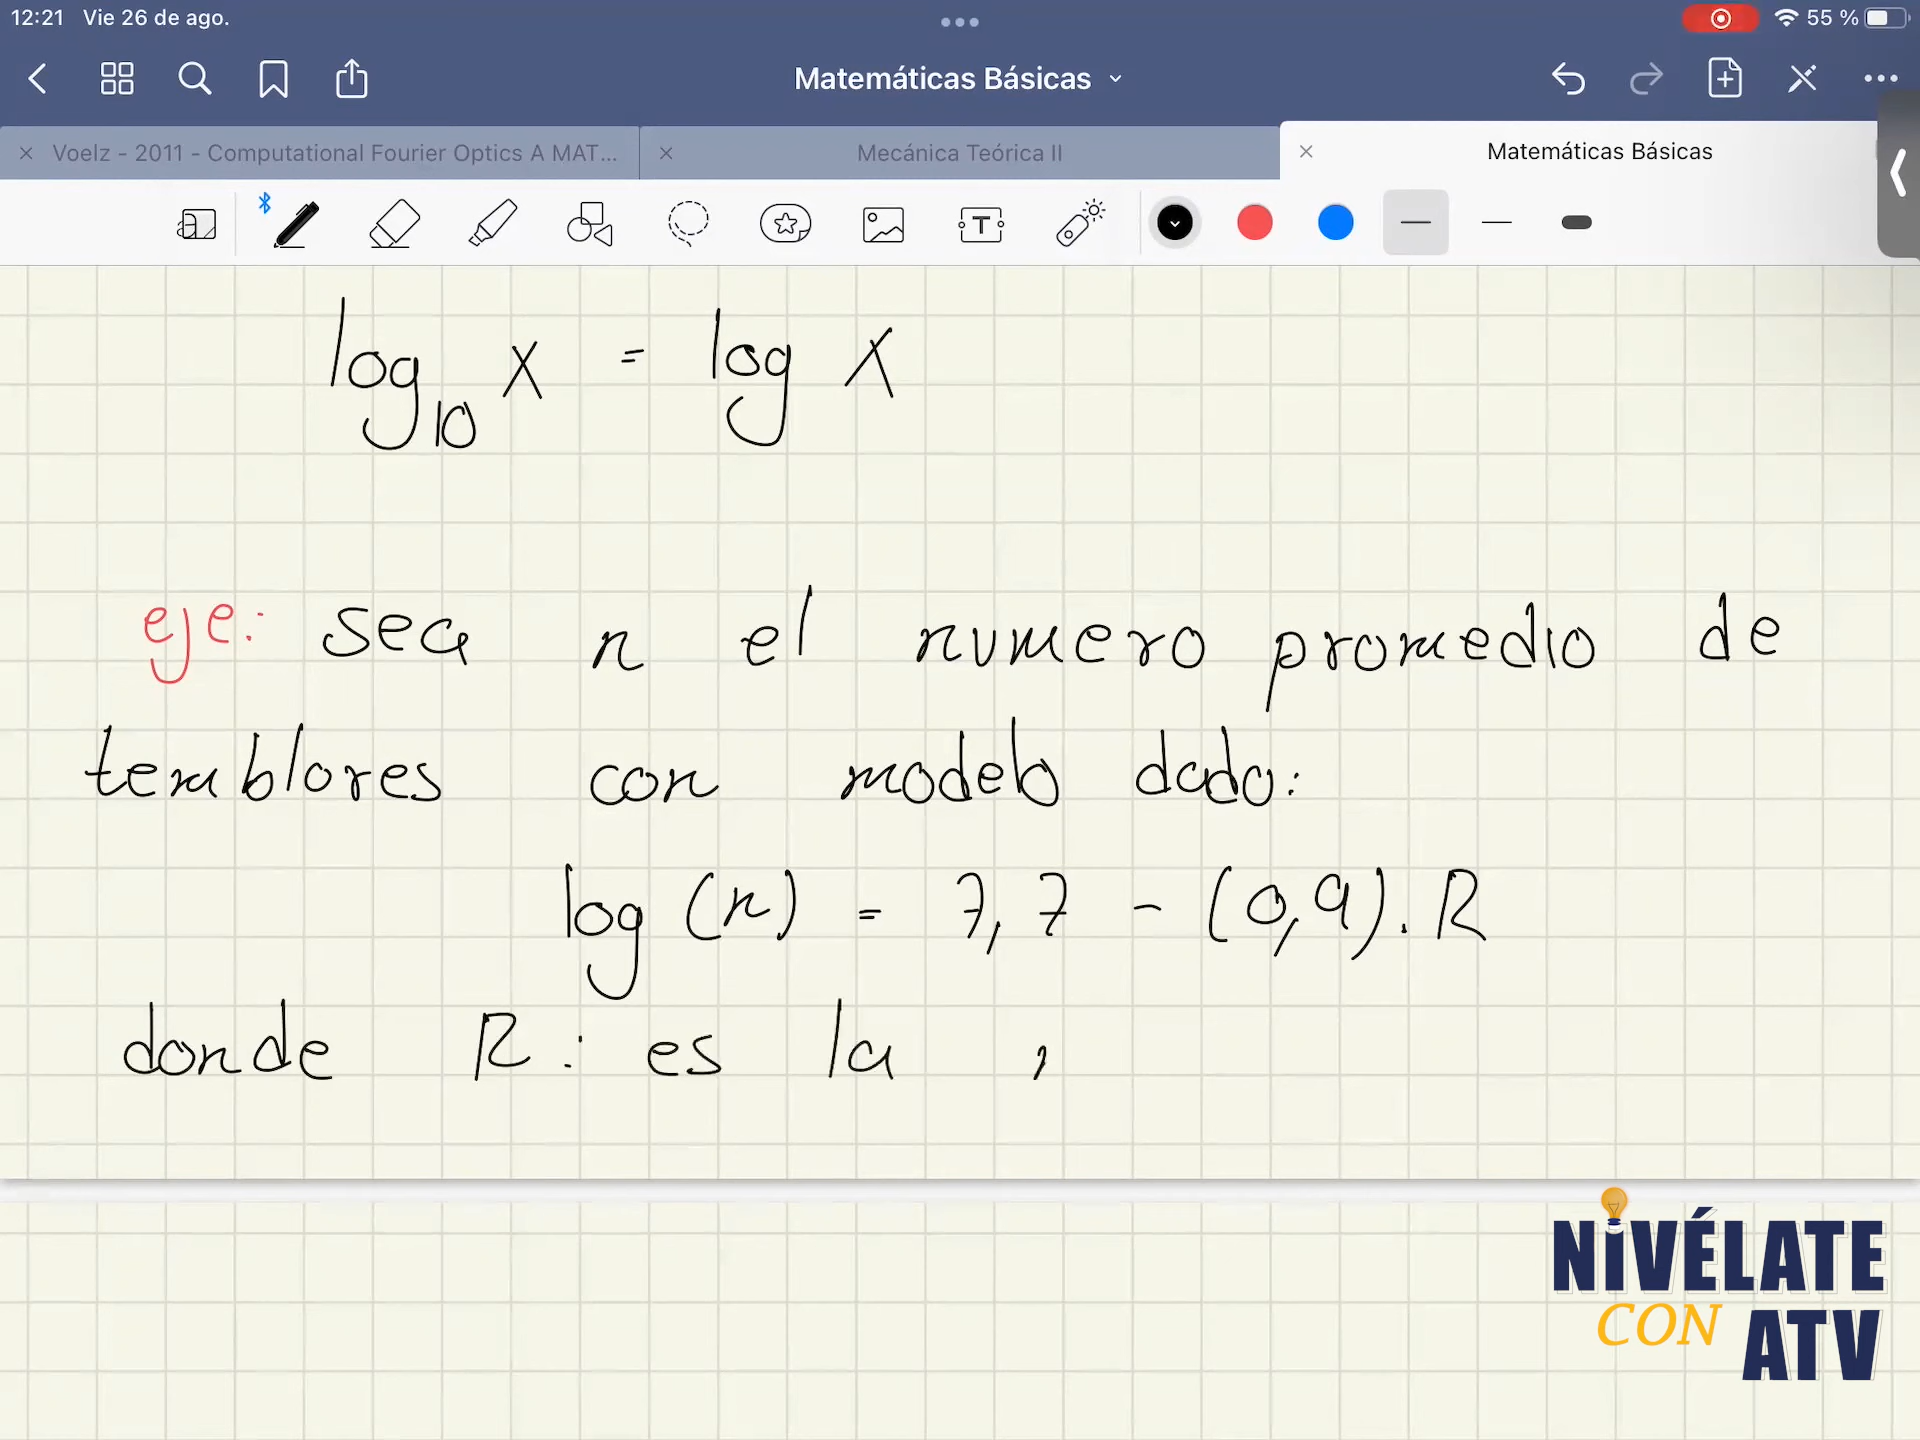 12:21 Vie 26 de ago. 55 %
Matemáticas Básicas
Voelz - 2011 - Computational Fourier Optics A MAT... Mecánica Teórica II Matemáticas Básicas
log₁₀ x = log x
eje: sea n el numero promedio de
temblores con modelo dado:
log (n) = 7,7 - (0,9). R
donde R: es la
NIVÉLATE
CON
ATV